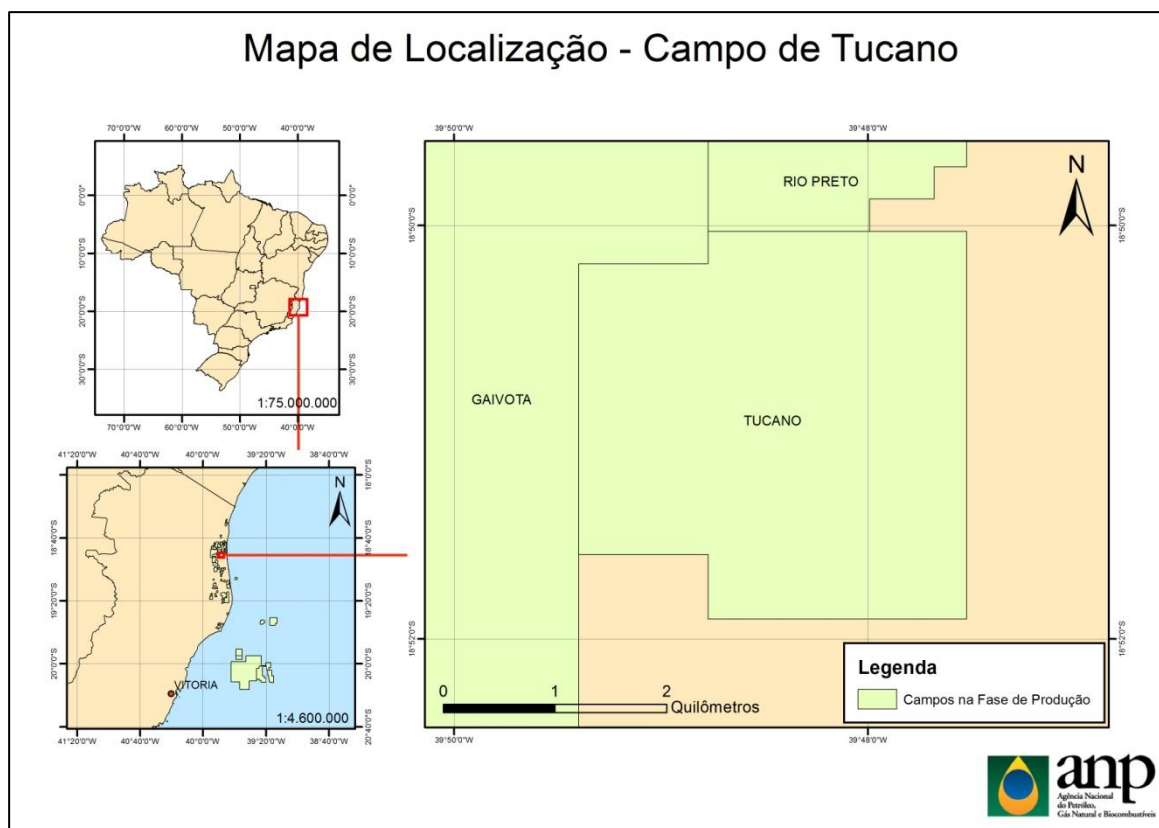 Mapa de Localização - Campo de Tucano
70°0'0"W 60°0'0"W 50°0'0"W 40°0'0"W
0°0'0" 0°0'0"
10°0'0"S 10°0'0"S
20°0'0"S 20°0'0"S
30°0'0"S 30°0'0"S
1:75.000.000
70°0'0"W 60°0'0"W 50°0'0"W 40°0'0"W
41°20'0"W 40°40'0"W 40°0'0"W 39°20'0"W 38°40'0"W
N
18°0'0"S
18°40'0"S 18°40'0"S
19°20'0"S 19°20'0"S
20°0'0"S 20°0'0"S
VITORIA
1:4.600.000
20°40'0"S
41°20'0"W 40°40'0"W 40°0'0"W 39°20'0"W 38°40'0"W
39°50'0"W 39°48'0"W
N
RIO PRETO
18°50'0"S 18°50'0"S
GAIVOTA
TUCANO
18°52'0"S 18°52'0"S
0 1 2
Quilômetros
Legenda
Campos na Fase de Produção
39°50'0"W 39°48'0"W
anp
Agência Nacional
do Petróleo,
Gás Natural e Biocombustíveis